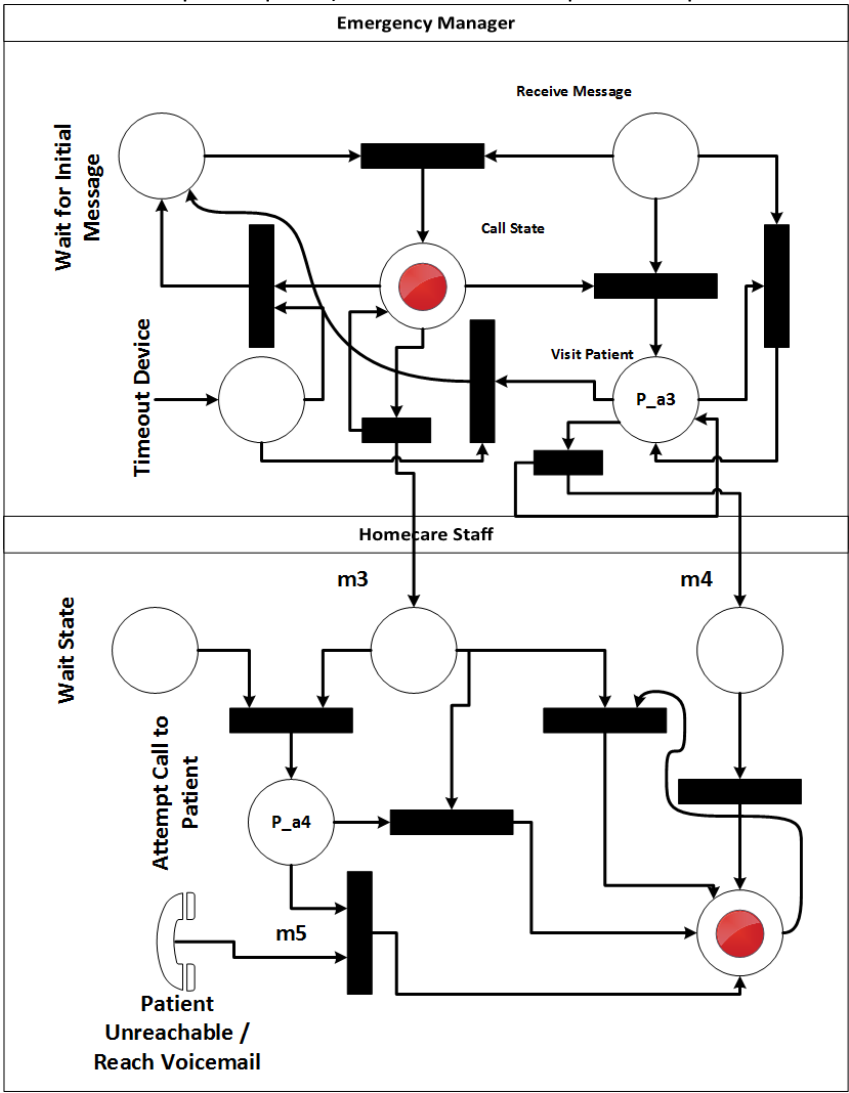 Emergency Manager
Receive Message
Wait for Initial
Message
Call State
Timeout Device
Visit Patient
P_a3
Homecare Staff
m3
m4
Wait State
Attempt Call to
Patient
P_a4
m5
Patient
Unreachable /
Reach Voicemail